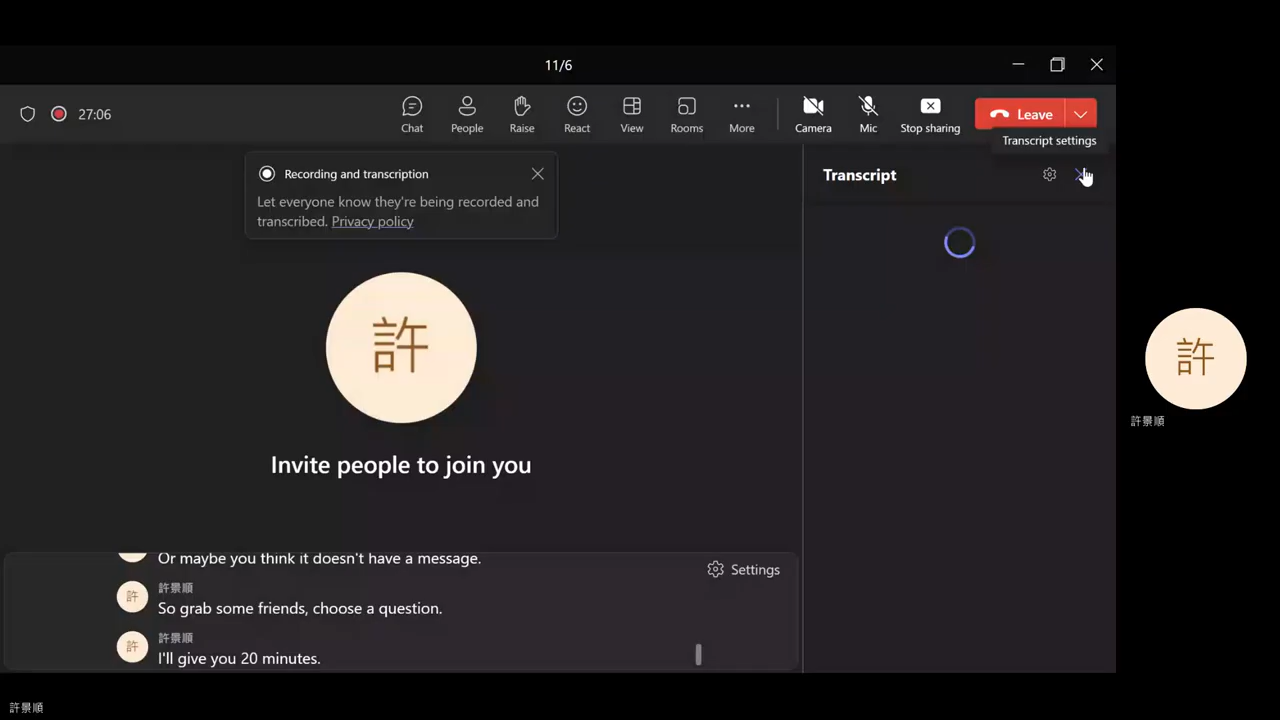 11/6
27:06
Chat
People
Raise
React
View
Rooms
More
Camera
Mic
Stop sharing
Leave
Transcript settings
Recording and transcription
Let everyone know they're being recorded and
transcribed. Privacy policy
Transcript
許
Invite people to join you
許
許景順
Or maybe you think it doesn't have a message.
Settings
許景順
許
So grab some friends, choose a question.
許景順
許
I'll give you 20 minutes.
許景順